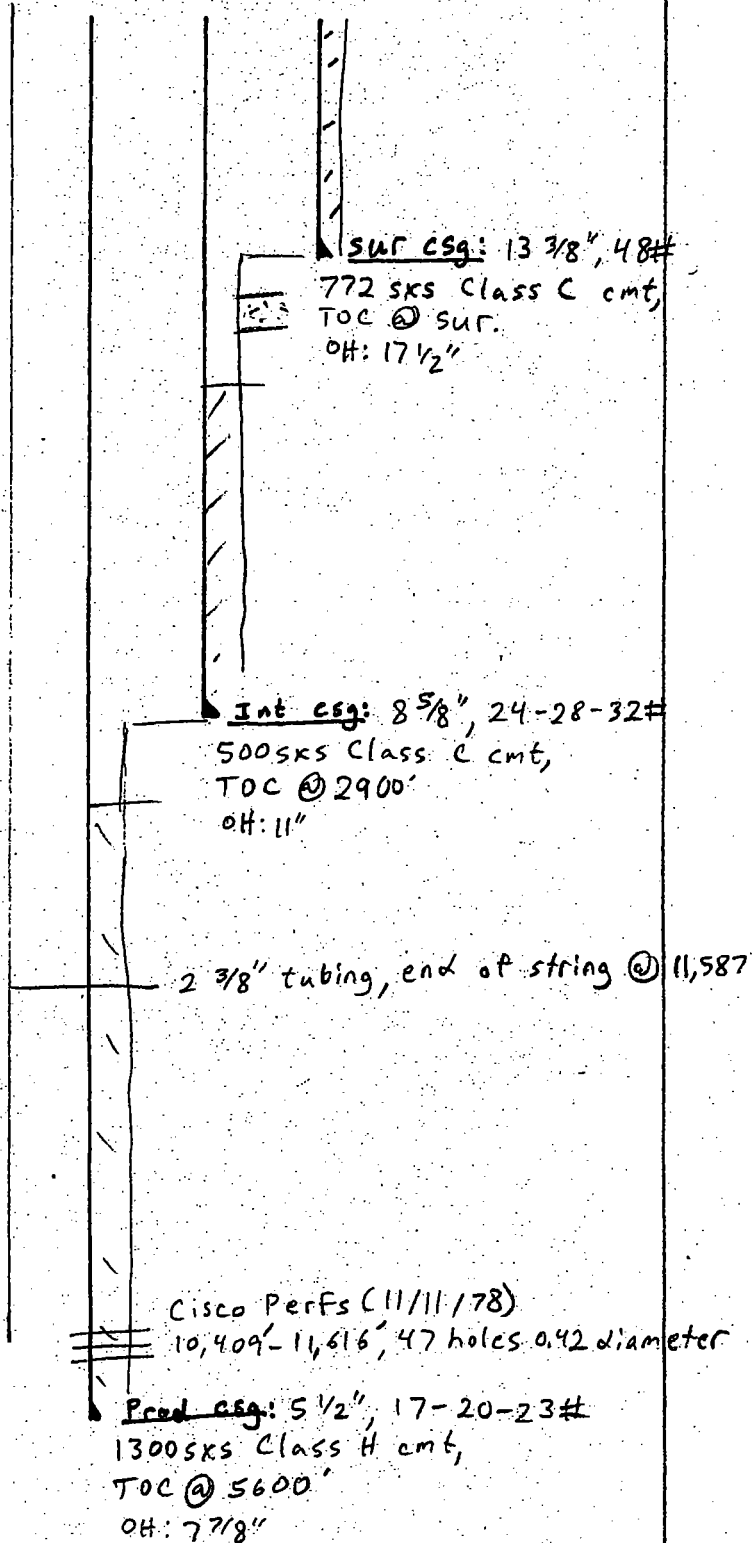 sur csg: 13 3/8", 48#
772 sxs Class C cmt,
TOC @ sur.
OH: 17 1/2"
Int csg: 8 5/8", 24-28-32#
500sxs Class C cmt,
TOC @ 2900'
OH: 11"
2 3/8" tubing, end of string @ 11,587
Cisco Perfs (11/11/78)
10,409'-11,616', 47 holes 0.42 diameter
Prod csg: 5 1/2", 17-20-23#
1300sxs Class H cmt,
TOC @ 5600'
OH: 7 7/8"